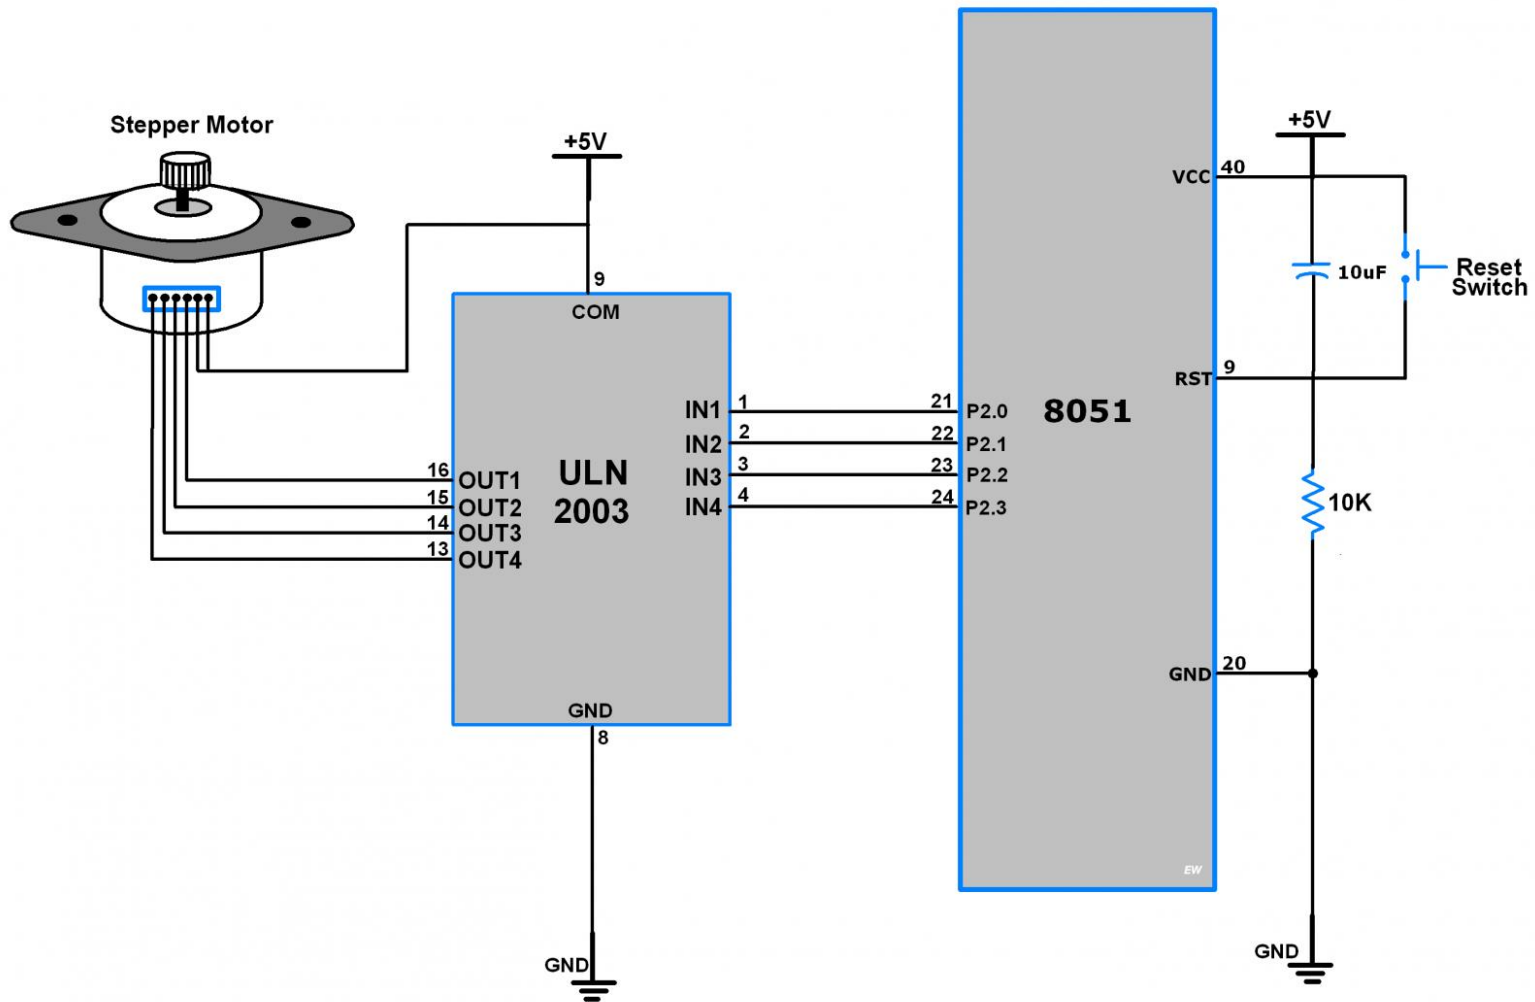 Stepper Motor
+5V
9
COM
IN1
1
IN2
2
IN3
3
IN4
4
ULN
2003
16
OUT1
15
OUT2
14
OUT3
13
OUT4
GND
8
GND
21
P2.0
22
P2.1
23
P2.2
24
P2.3
8051
VCC
40
+5V
10uF
Reset
Switch
RST
9
10K
GND
20
EW
GND